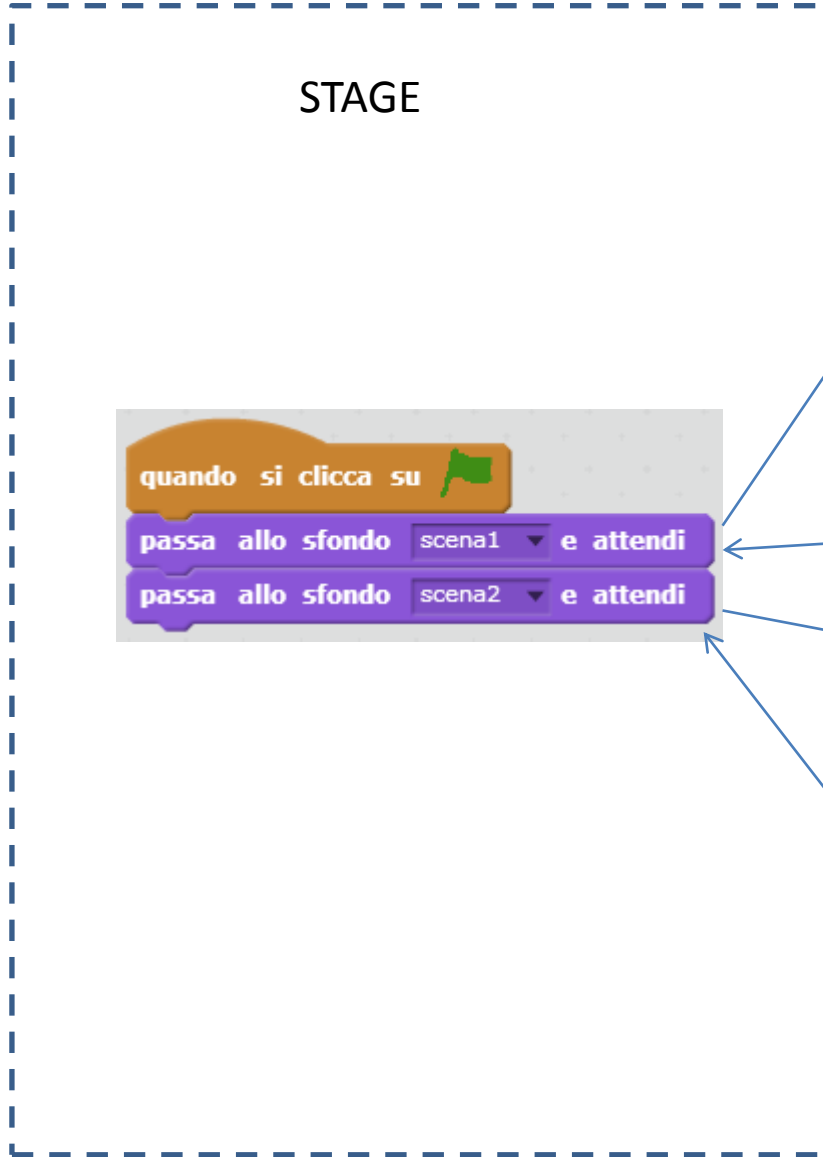 STAGE
quando si clicca su
passa allo sfondo scena1 e attendi
passa allo sfondo scena2 e attendi